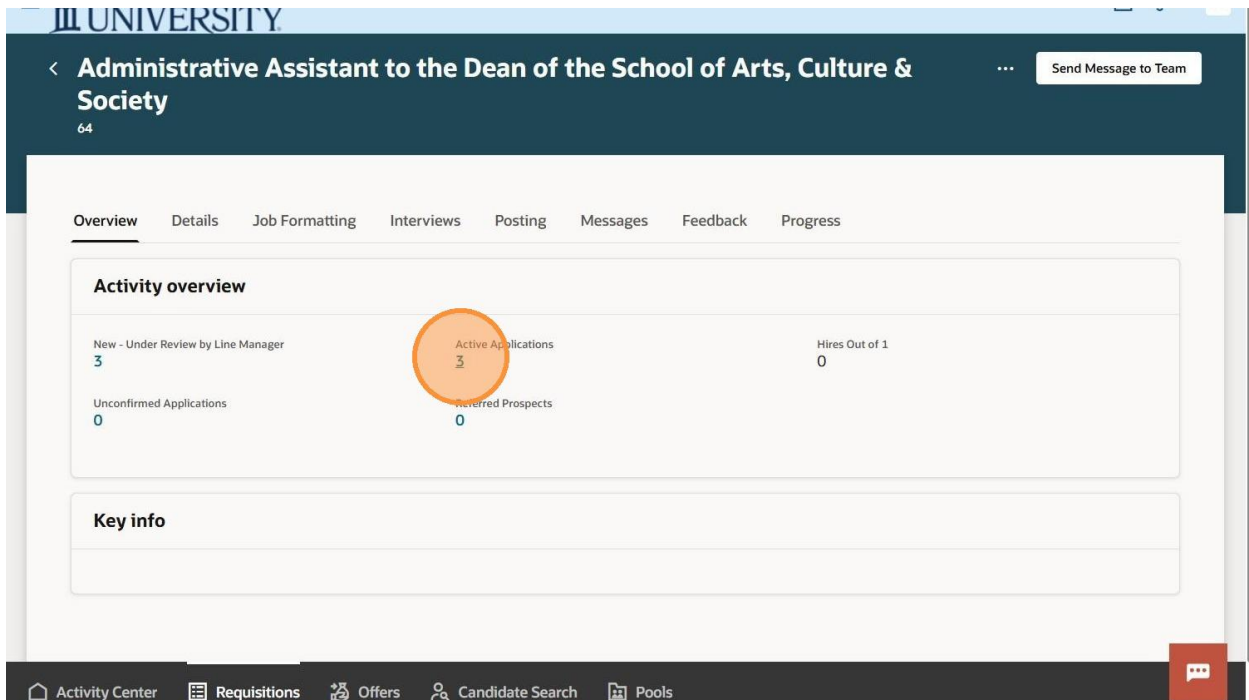 UNIVERSITY
Administrative Assistant to the Dean of the School of Arts, Culture &
Society
64
Send Message to Team
Overview Details Job Formatting Interviews Posting Messages Feedback Progress
Activity overview
New - Under Review by Line Manager
3
Active Applications
3
Hires Out of 1
0
Unconfirmed Applications
0
Referred Prospects
0
Key info
Activity Center Requisitions Offers Candidate Search Pools